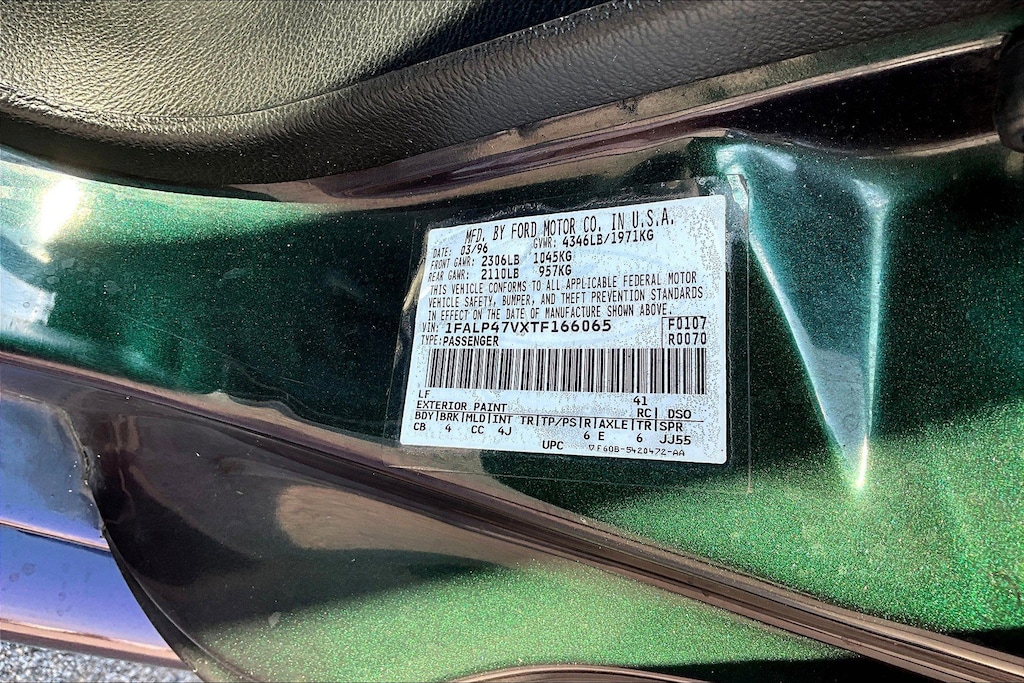 MFD. BY FORD MOTOR CO. IN U.S.A.
DATE: 03/96 GVWR: 4346LB/1971KG
FRONT GAWR: 2306LB 1045KG
REAR GAWR: 2110LB 957KG
THIS VEHICLE CONFORMS TO ALL APPLICABLE FEDERAL MOTOR
VEHICLE SAFETY, BUMPER, AND THEFT PREVENTION STANDARDS
IN EFFECT ON THE DATE OF MANUFACTURE SHOWN ABOVE.
VIN: 1FALP47VXTF166065 F0107
TYPE: PASSENGER R0070
LF 41
EXTERIOR PAINT RC| DSO
BDY|BRK|MLD|INT TR|TP/PS|R|AXLE|TR|SPR
CB 4 CC 4J 6 E 6 JJ55
UPC ▽F60B-5420472-AA